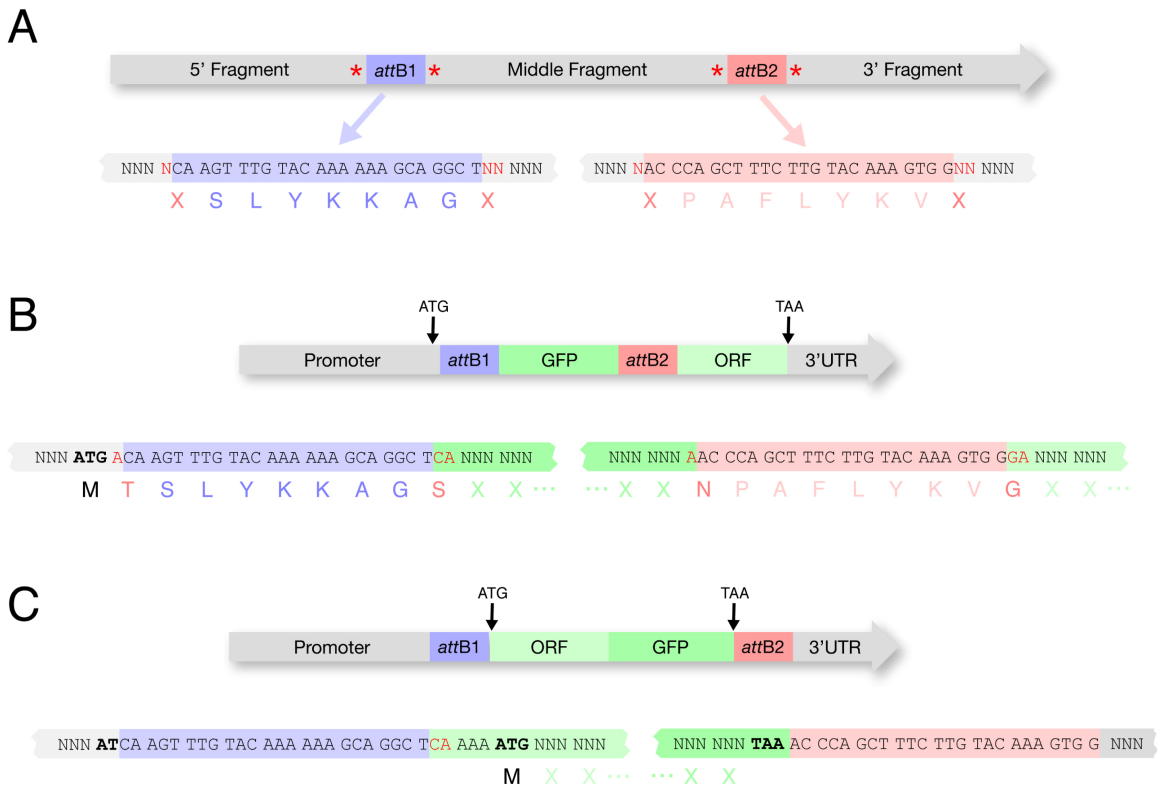 A
5' Fragment * attB1 * Middle Fragment * attB2 * 3' Fragment
NNN NCA AGT TTG TAC AAA AAA GCA GGC TNN NNN NNN NAC CCA GCT TTC TTG TAC AAA GTG GNN NNN
X S L Y K K A G X X P A F L Y K V X
B
ATG TAA
Promoter attB1 GFP attB2 ORF 3'UTR
NNN ATG ACA AGT TTG TAC AAA AAA GCA GGC TCA NNN NNN NNN NNN AAC CCA GCT TTC TTG TAC AAA GTG GGA NNN NNN
M T S L Y K K A G S X X ... ... X X N P A F L Y K V G X X ...
C
ATG TAA
Promoter attB1 ORF GFP attB2 3'UTR
NNN ATCA AGT TTG TAC AAA AAA GCA GGC TCA AAA ATG NNN NNN NNN NNN TAA AC CCA GCT TTC TTG TAC AAA GTG G NNN
M X X ... ... X X